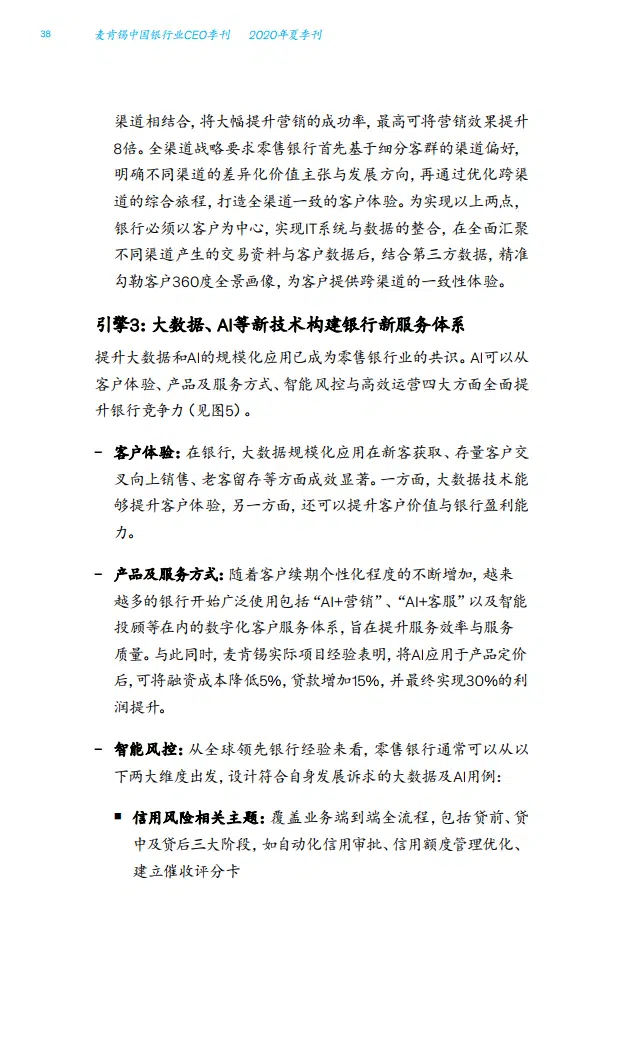 38 麦肯锡中国银行业CEO季刊 2020年夏季刊
渠道相结合，将大幅提升营销的成功率，最高可将营销效果提升
8倍。全渠道战略要求零售银行首先基于细分客群的渠道偏好，
明确不同渠道的差异化价值主张与发展方向，再通过优化跨渠
道的综合旅程，打造全渠道一致的客户体验。为实现以上两点，
银行必须以客户为中心，实现IT系统与数据的整合，在全面汇聚
不同渠道产生的交易资料与客户数据后，结合第三方数据，精准
勾勒客户360度全景画像，为客户提供跨渠道的一致性体验。
引擎3：大数据、AI等新技术构建银行新服务体系
提升大数据和AI的规模化应用已成为零售银行业的共识。AI可以从
客户体验、产品及服务方式、智能风控与高效运营四大方面全面提
升银行竞争力（见图5）。
– 客户体验：在银行，大数据规模化应用在新客获取、存量客户交
叉向上销售、老客留存等方面成效显著。一方面，大数据技术能
够提升客户体验，另一方面，还可以提升客户价值与银行盈利能
力。
– 产品及服务方式：随着客户续期个性化程度的不断增加，越来
越多的银行开始广泛使用包括“AI+营销”、“AI+客服”以及智能
投顾等在内的数字化客户服务体系，旨在提升服务效率与服务
质量。与此同时，麦肯锡实际项目经验表明，将AI应用于产品定价
后，可将融资成本降低5%，贷款增加15%，并最终实现30%的利
润提升。
– 智能风控：从全球领先银行经验来看，零售银行通常可以从以
下两大维度出发，设计符合自身发展诉求的大数据及AI用例：
■ 信用风险相关主题：覆盖业务端到端全流程，包括贷前、贷
中及贷后三大阶段，如自动化信用审批、信用额度管理优化、
建立催收评分卡